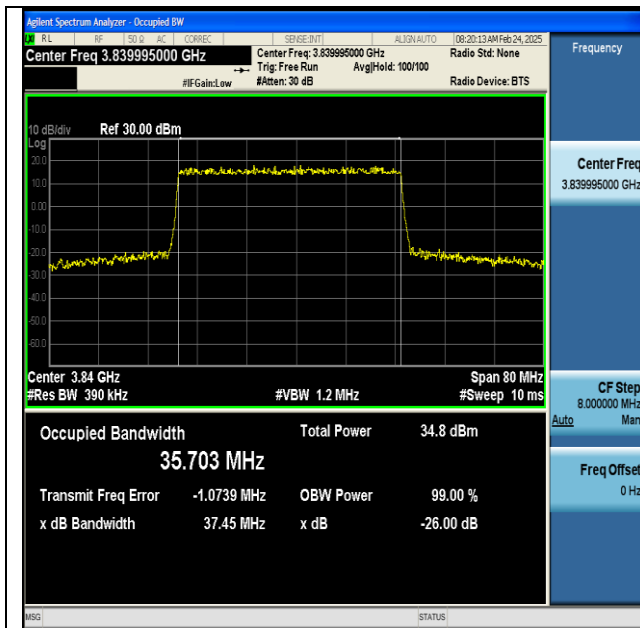 Agilent Spectrum Analyzer - Occupied BW
RL RF 50 Ω AC CORREC SENSE:INT ALIGN AUTO 08:20:13 AM Feb 24, 2025
Center Freq 3.839995000 GHz
Center Freq: 3.839995000 GHz
Radio Std: None
Trig: Free Run Avg|Hold: 100/100
#IFGain:Low #Atten: 30 dB Radio Device: BTS
10 dB/div Ref 30.00 dBm
Log
20.0
10.0
0.00
-10.0
-20.0
-30.0
-40.0
-50.0
-60.0
Center 3.84 GHz Span 80 MHz
#Res BW 390 kHz #VBW 1.2 MHz #Sweep 10 ms
Occupied Bandwidth Total Power 34.8 dBm
35.703 MHz
Transmit Freq Error -1.0739 MHz OBW Power 99.00 %
x dB Bandwidth 37.45 MHz x dB -26.00 dB
MSG STATUS
Frequency
Center Freq
3.839995000 GHz
CF Step
8.000000 MHz
Auto Man
Freq Offset
0 Hz